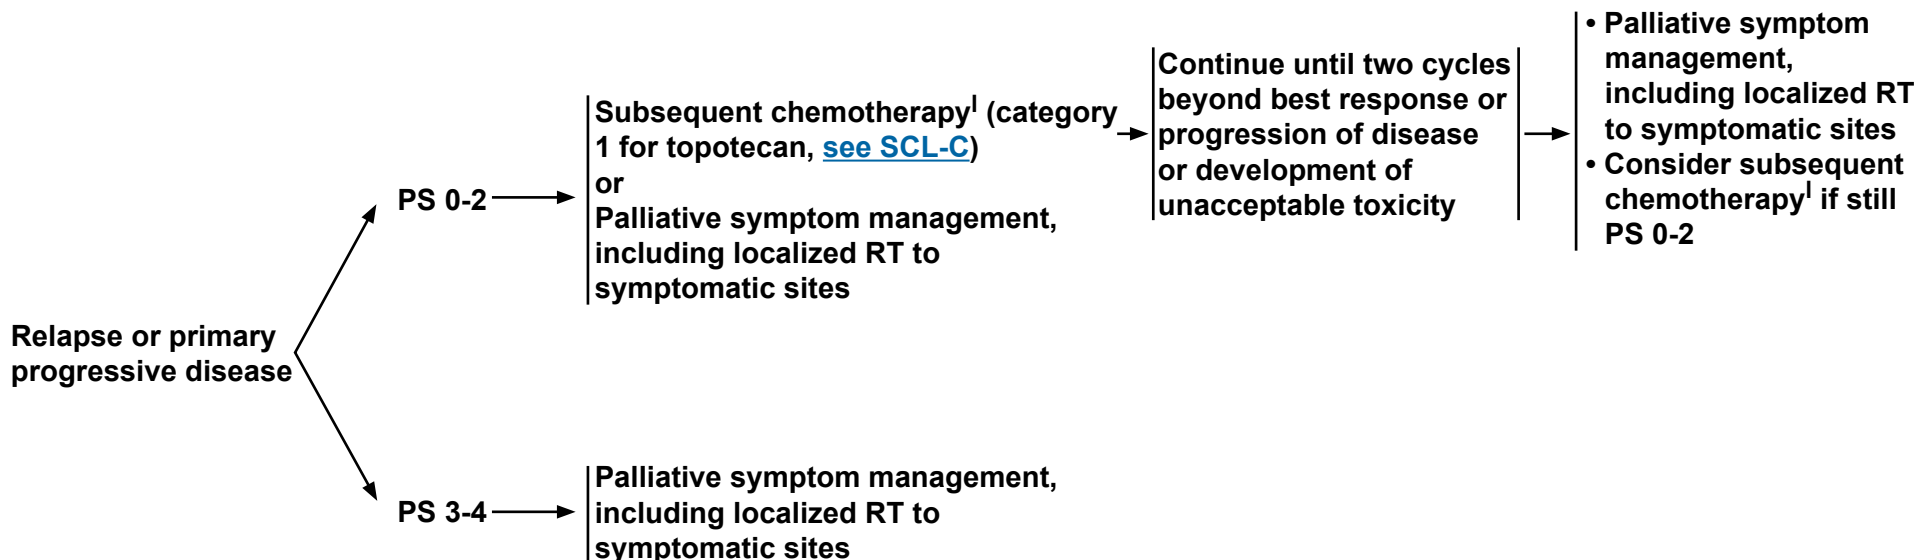 Relapse or primary
progressive disease
PS 0-2
Subsequent chemotherapyˡ (category
1 for topotecan, see SCL-C)
or
Palliative symptom management,
including localized RT to
symptomatic sites
Continue until two cycles
beyond best response or
progression of disease
or development of
unacceptable toxicity
• Palliative symptom
management,
including localized RT
to symptomatic sites
• Consider subsequent
chemotherapyˡ if still
PS 0-2
PS 3-4
Palliative symptom management,
including localized RT to
symptomatic sites